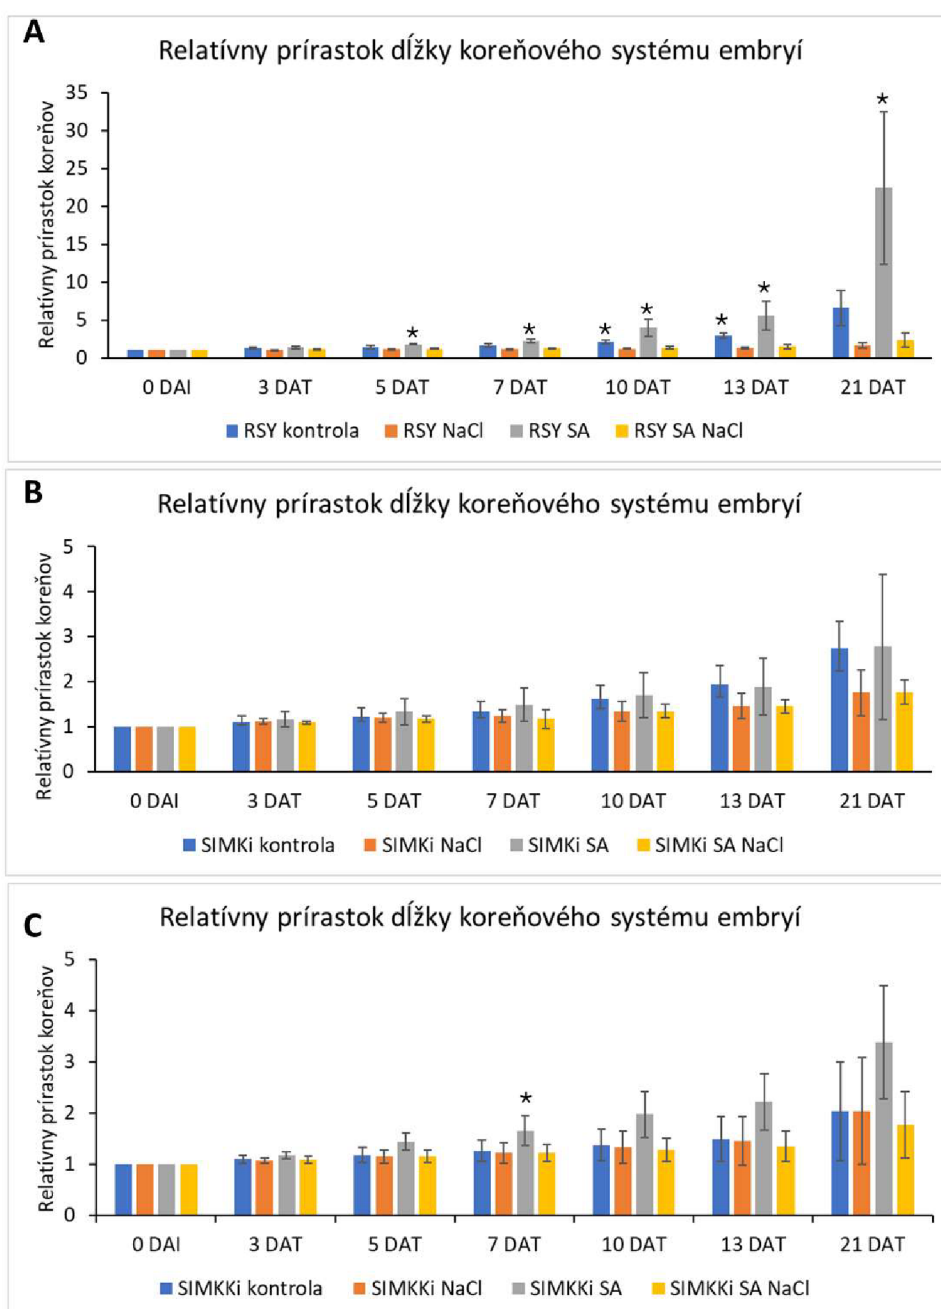 A
Relatívny prírastok dĺžky koreňového systému embryí
Relatívny prírastok koreňov
35
30
25
20
15
10
5
0
*
*
*
*
*
*
*
0 DAI 3 DAT 5 DAT 7 DAT 10 DAT 13 DAT 21 DAT
RSY kontrola RSY NaCl RSY SA RSY SA NaCl
B
Relatívny prírastok dĺžky koreňového systému embryí
Relatívny prírastok koreňov
5
4
3
2
1
0
0 DAI 3 DAT 5 DAT 7 DAT 10 DAT 13 DAT 21 DAT
SIMKi kontrola SIMKi NaCl SIMKi SA SIMKi SA NaCl
C
Relatívny prírastok dĺžky koreňového systému embryí
Relatívny prírastok koreňov
5
4
3
2
1
0
*
0 DAI 3 DAT 5 DAT 7 DAT 10 DAT 13 DAT 21 DAT
SIMKKi kontrola SIMKKi NaCl SIMKKi SA SIMKKi SA NaCl